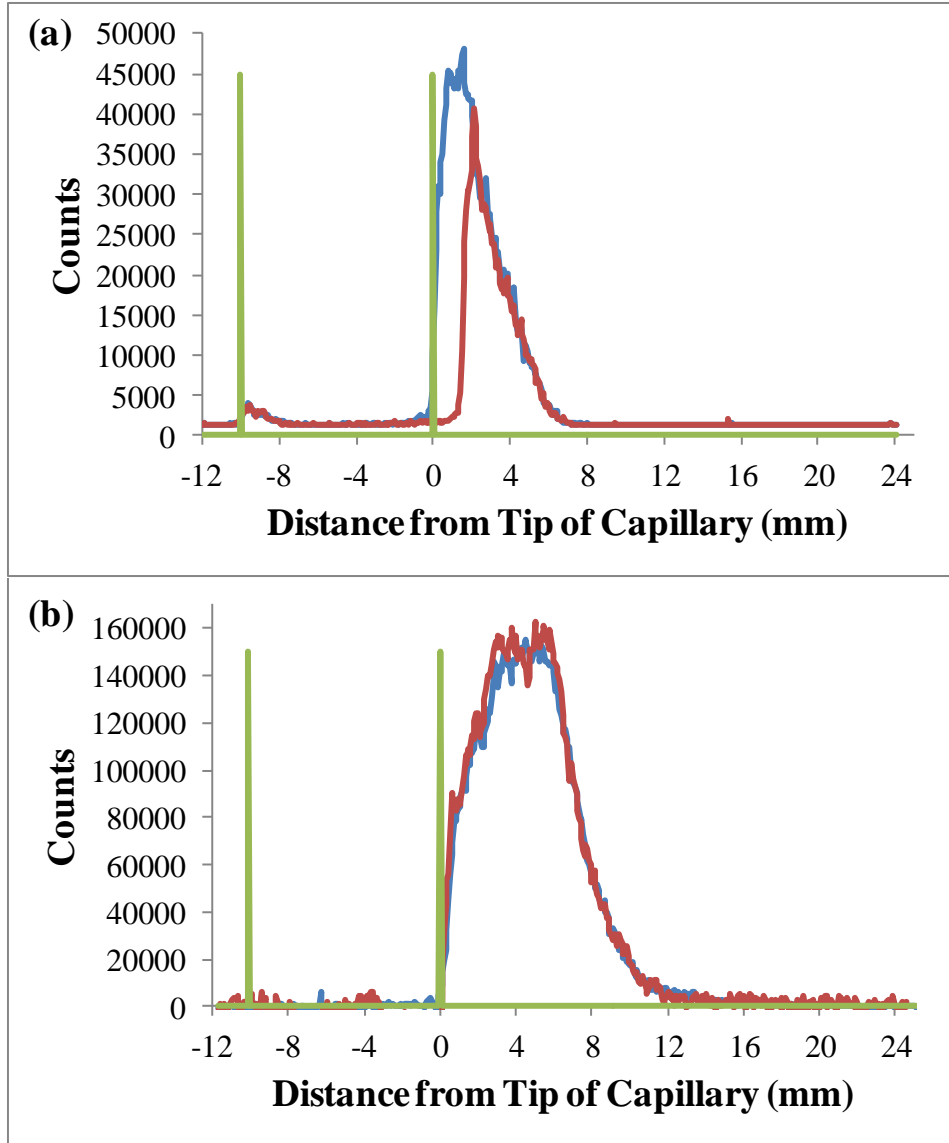 (a)
50000
45000
40000
35000
30000
25000
20000
15000
10000
5000
0
Counts
-12 -8 -4 0 4 8 12 16 20 24
Distance from Tip of Capillary (mm)
(b)
160000
140000
120000
100000
80000
60000
40000
20000
0
Counts
-12 -8 -4 0 4 8 12 16 20 24
Distance from Tip of Capillary (mm)